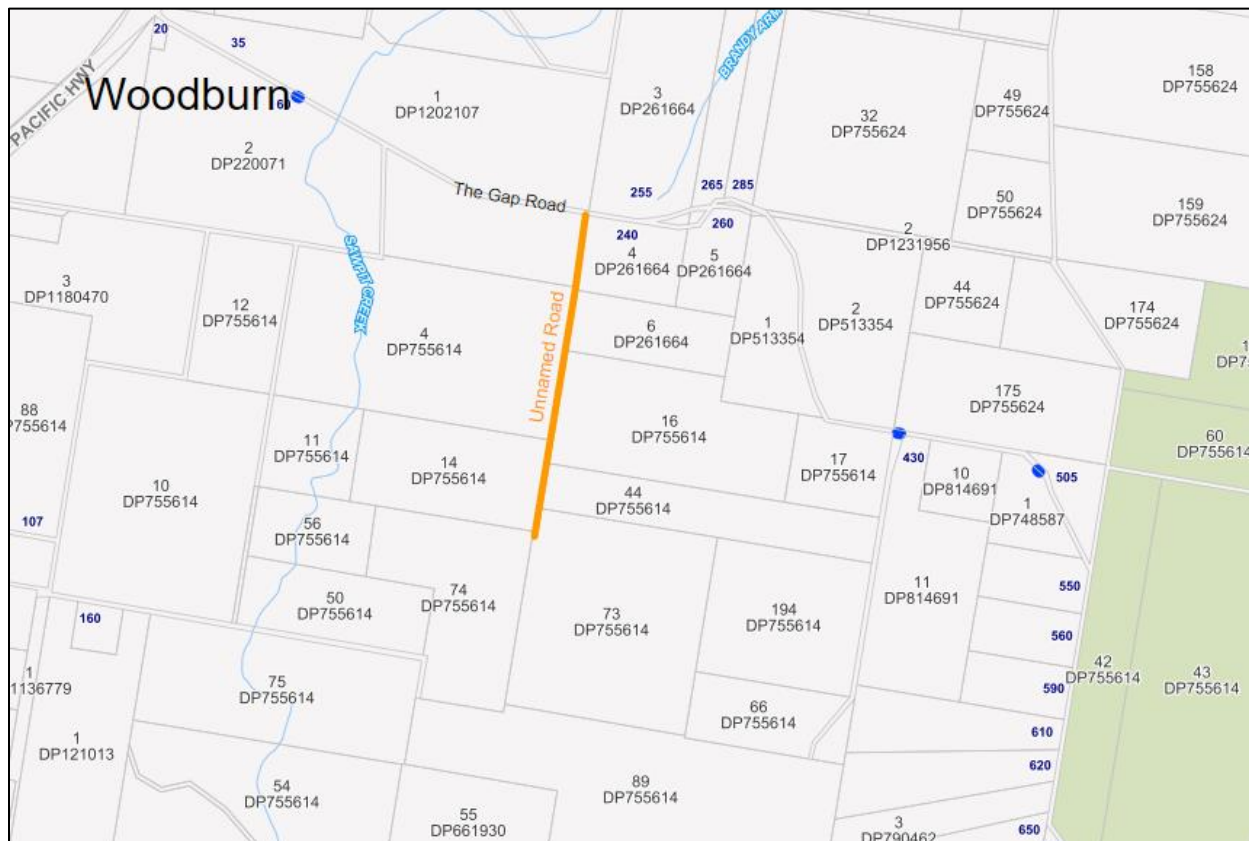 20
35
PACIFIC HWY
Woodburn
BRANDY ARM
1
DP1202107
3
DP261664
2
DP220071
32
DP755624
49
DP755624
158
DP755624
50
DP755624
159
DP755624
The Gap Road
255
265
285
240
260
4
DP261664
5
DP261664
2
DP1231956
SAWPIT CREEK
3
DP1180470
12
DP755614
4
DP755614
Unnamed Road
6
DP261664
1
DP513354
2
DP513354
44
DP755624
174
DP755624
88
DP755614
11
DP755614
14
DP755614
16
DP755614
17
DP755614
175
DP755624
60
DP755614
10
DP755614
430
10
DP814691
505
1
DP748587
44
DP755614
107
56
DP755614
50
DP755614
74
DP755614
73
DP755614
194
DP755614
11
DP814691
550
560
590
42
DP755614
43
DP755614
160
1
1136779
75
DP755614
66
DP755614
610
620
1
DP121013
54
DP755614
89
DP755614
55
DP661930
3
DP790462
650